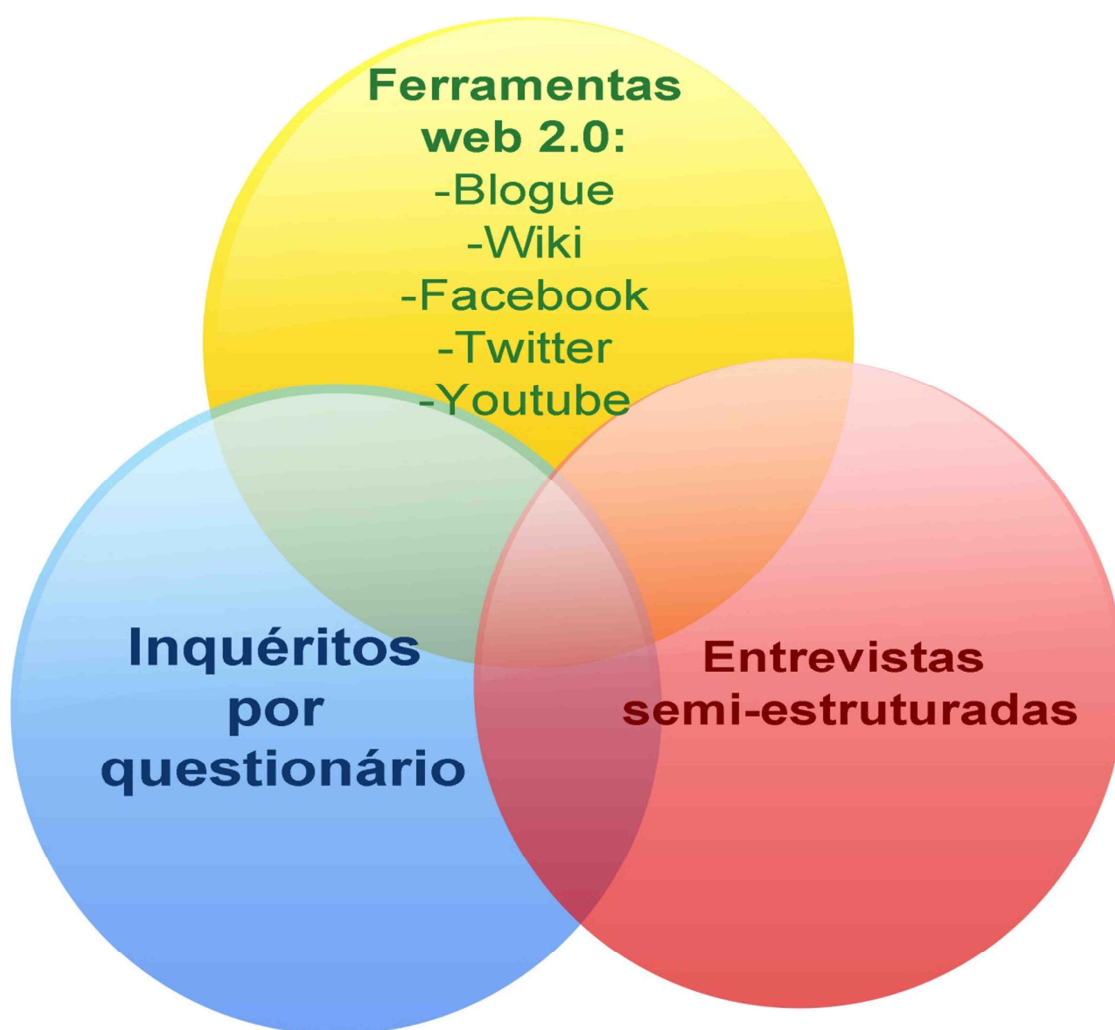 Ferramentas
web 2.0:
-Blogue
-Wiki
-Facebook
-Twitter
-Youtube
Inquéritos
por
questionário
Entrevistas
semi-estruturadas